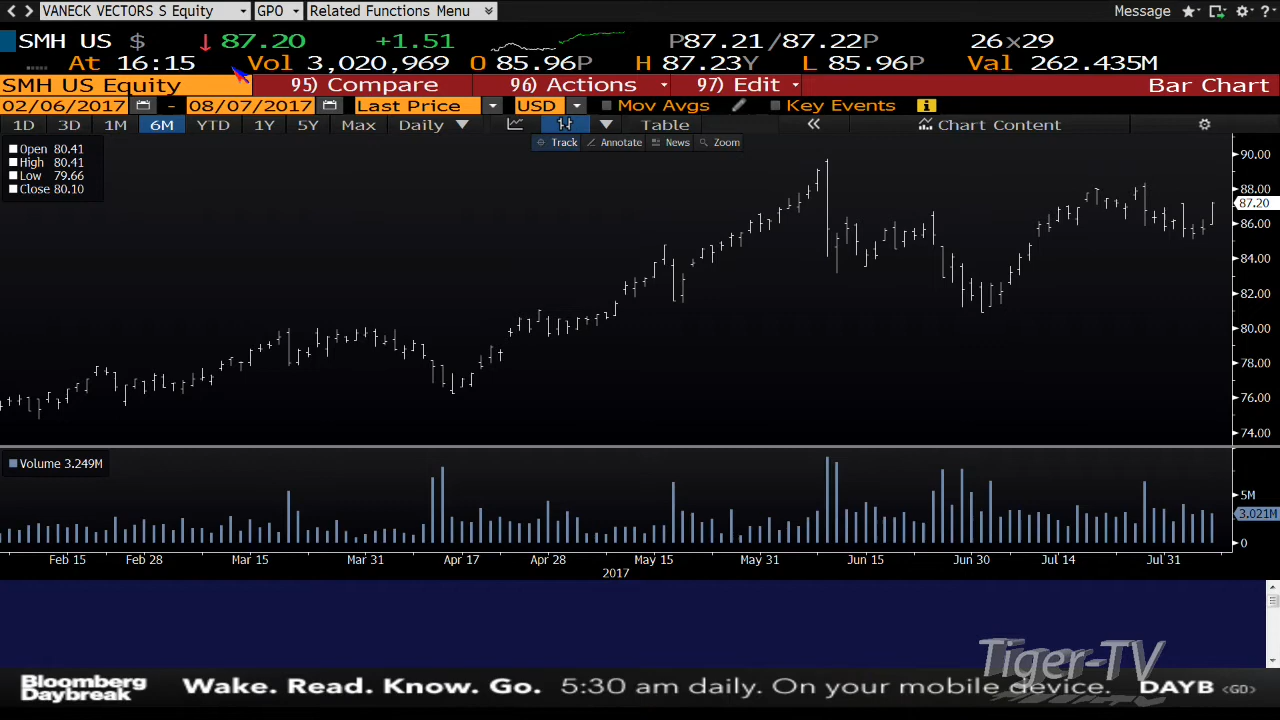 VANECK VECTORS S Equity GPO Related Functions Menu Message ?
SMH US $ ↓ 87.20 +1.51 P87.21/87.22P 26x29
At 16:15 Vol 3,020,969 O 85.96P H 87.23Y L 85.96P Val 262.435M
SMH US Equity 95) Compare 96) Actions 97) Edit Bar Chart
02/06/2017 - 08/07/2017 Last Price USD Mov Avgs Key Events
1D 3D 1M 6M YTD 1Y 5Y Max Daily Table « Chart Content
Track Annotate News Zoom
Open 80.41
High 80.41
Low 79.66
Close 80.10
90.00
88.00
87.20
86.00
84.00
82.00
80.00
78.00
76.00
74.00
Volume 3.249M
5M
3.021M
0
Feb 15 Feb 28 Mar 15 Mar 31 Apr 17 Apr 28 May 15 May 31 Jun 15 Jun 30 Jul 14 Jul 31
2017
Tiger-TV
Bloomberg
Daybreak
Wake. Read. Know. Go. 5:30 am daily. On your mobile device. DAYB <GO>